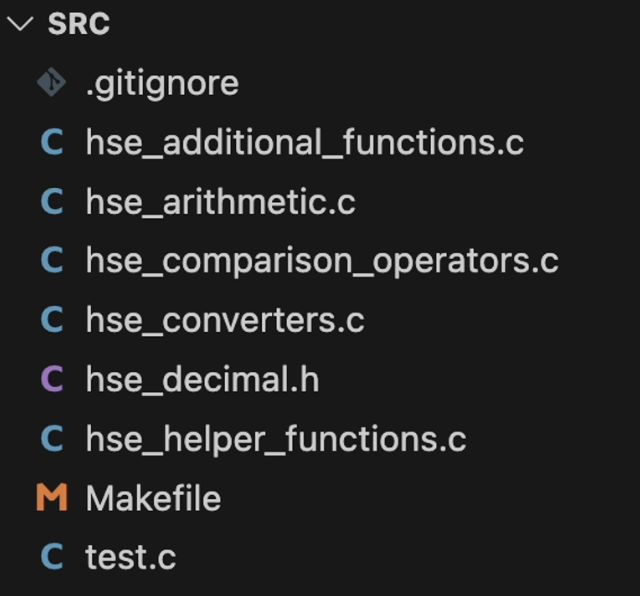 SRC
.gitignore
C hse_additional_functions.c
C hse_arithmetic.c
C hse_comparison_operators.c
C hse_converters.c
C hse_decimal.h
C hse_helper_functions.c
M Makefile
C test.c